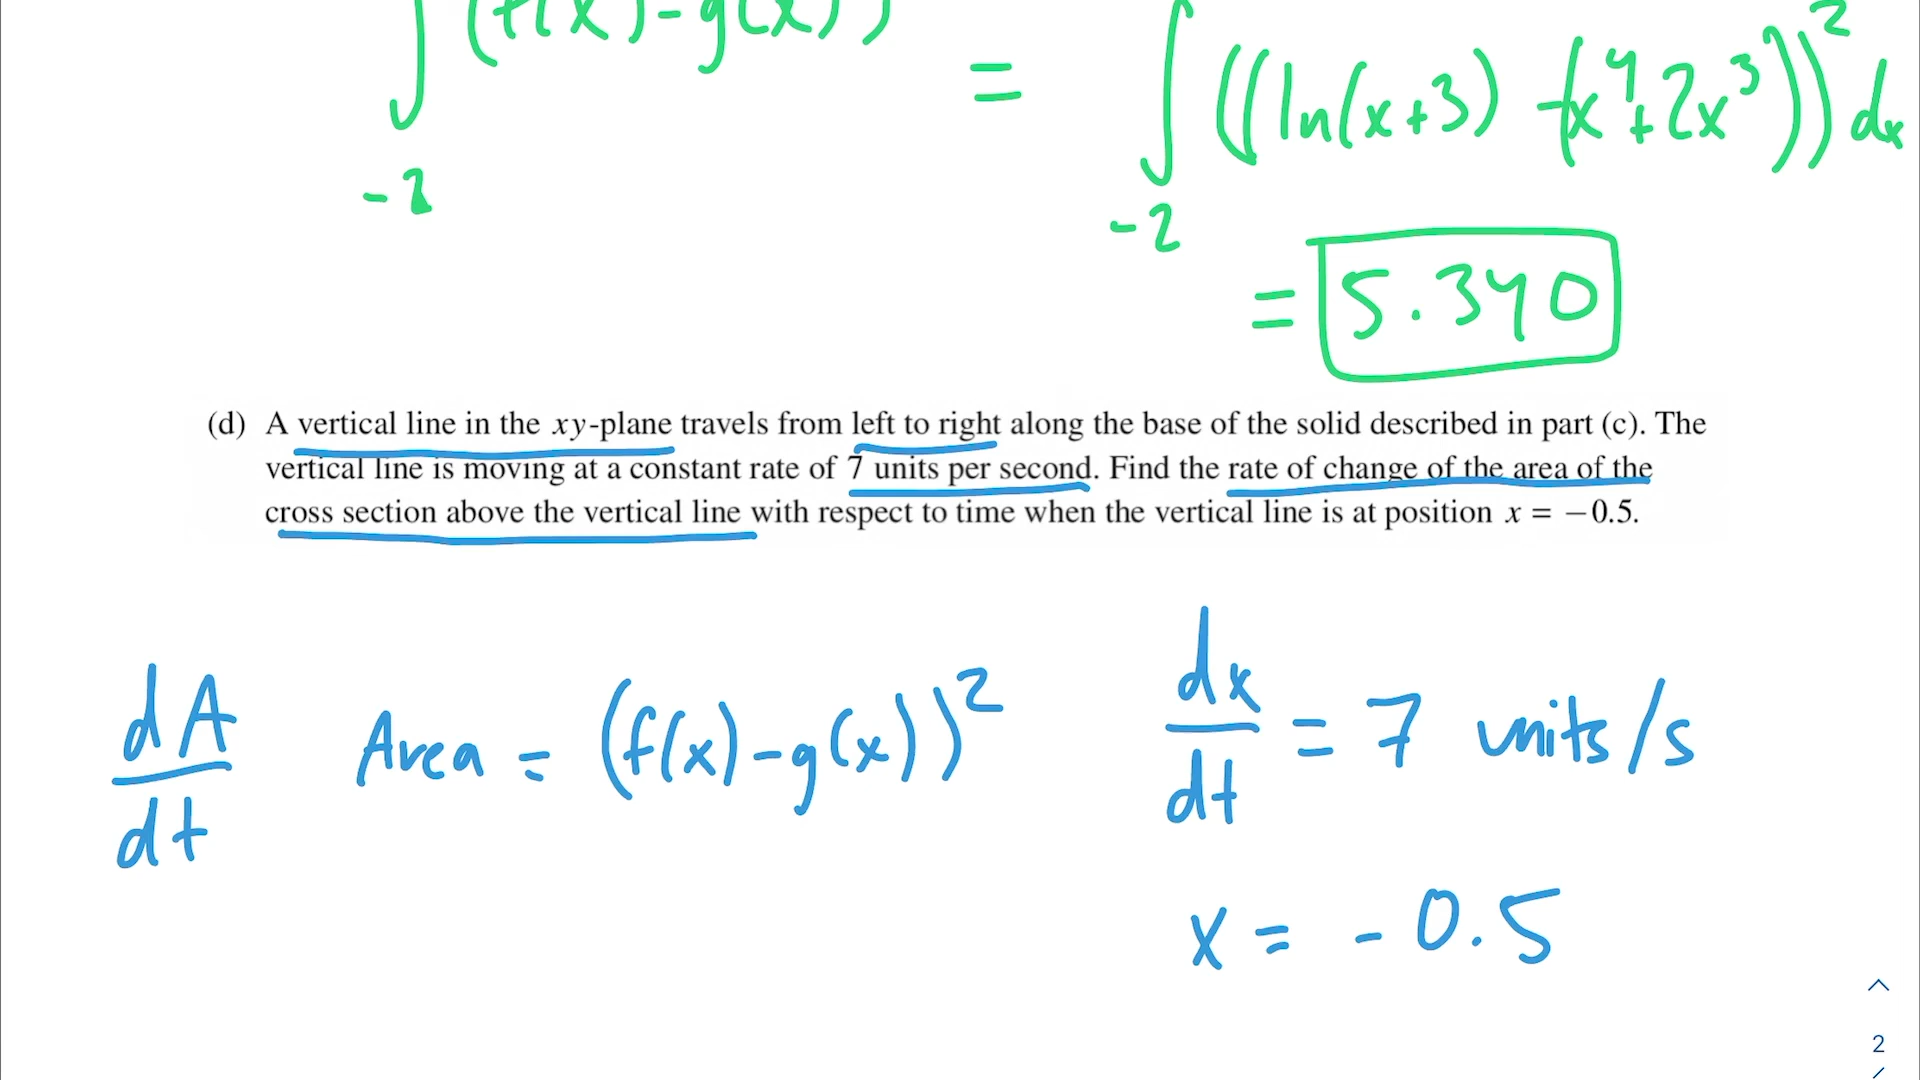 ∫ (f(x)-g(x))
-2
= ∫ ((ln(x+3) -(x⁴+2x³))² dx
-2
= 5.340
(d) A vertical line in the xy-plane travels from left to right along the base of the solid described in part (c). The
vertical line is moving at a constant rate of 7 units per second. Find the rate of change of the area of the
cross section above the vertical line with respect to time when the vertical line is at position x = −0.5.
dA/dt Area = (f(x)-g(x))² dx/dt = 7 units/s
x = -0.5
2